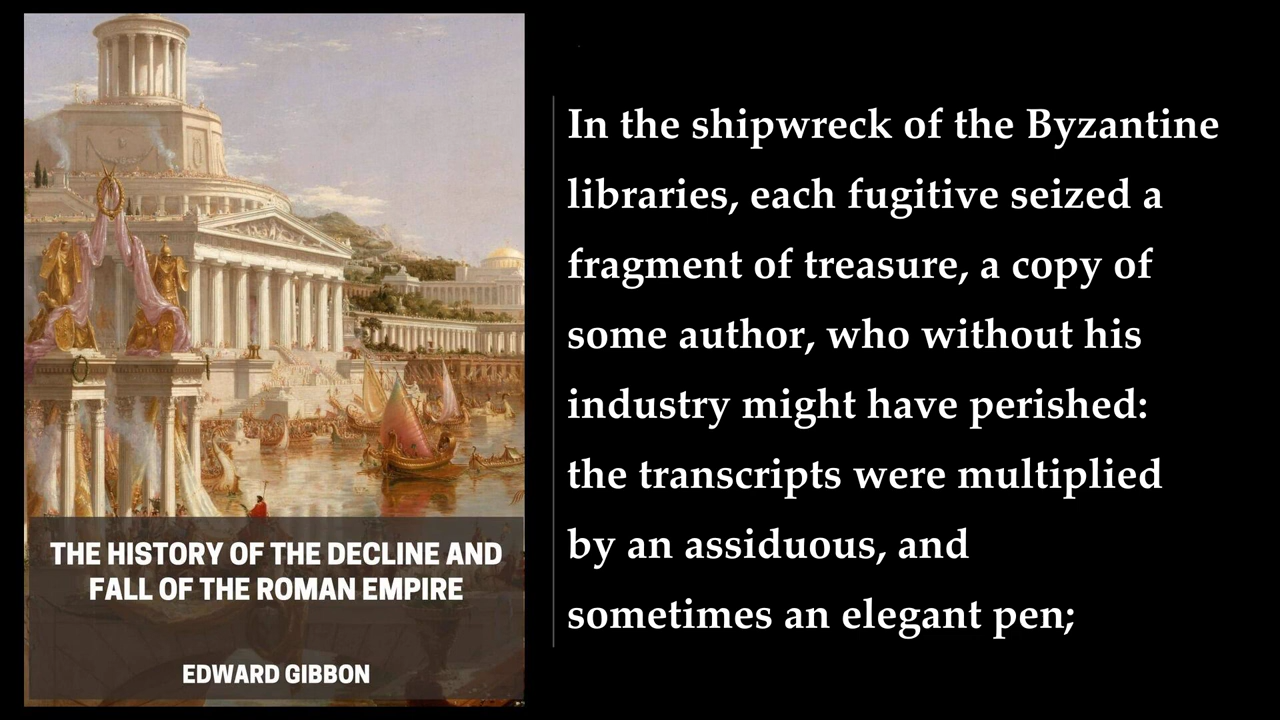 THE HISTORY OF THE DECLINE AND
FALL OF THE ROMAN EMPIRE
EDWARD GIBBON
In the shipwreck of the Byzantine
libraries, each fugitive seized a
fragment of treasure, a copy of
some author, who without his
industry might have perished:
the transcripts were multiplied
by an assiduous, and
sometimes an elegant pen;